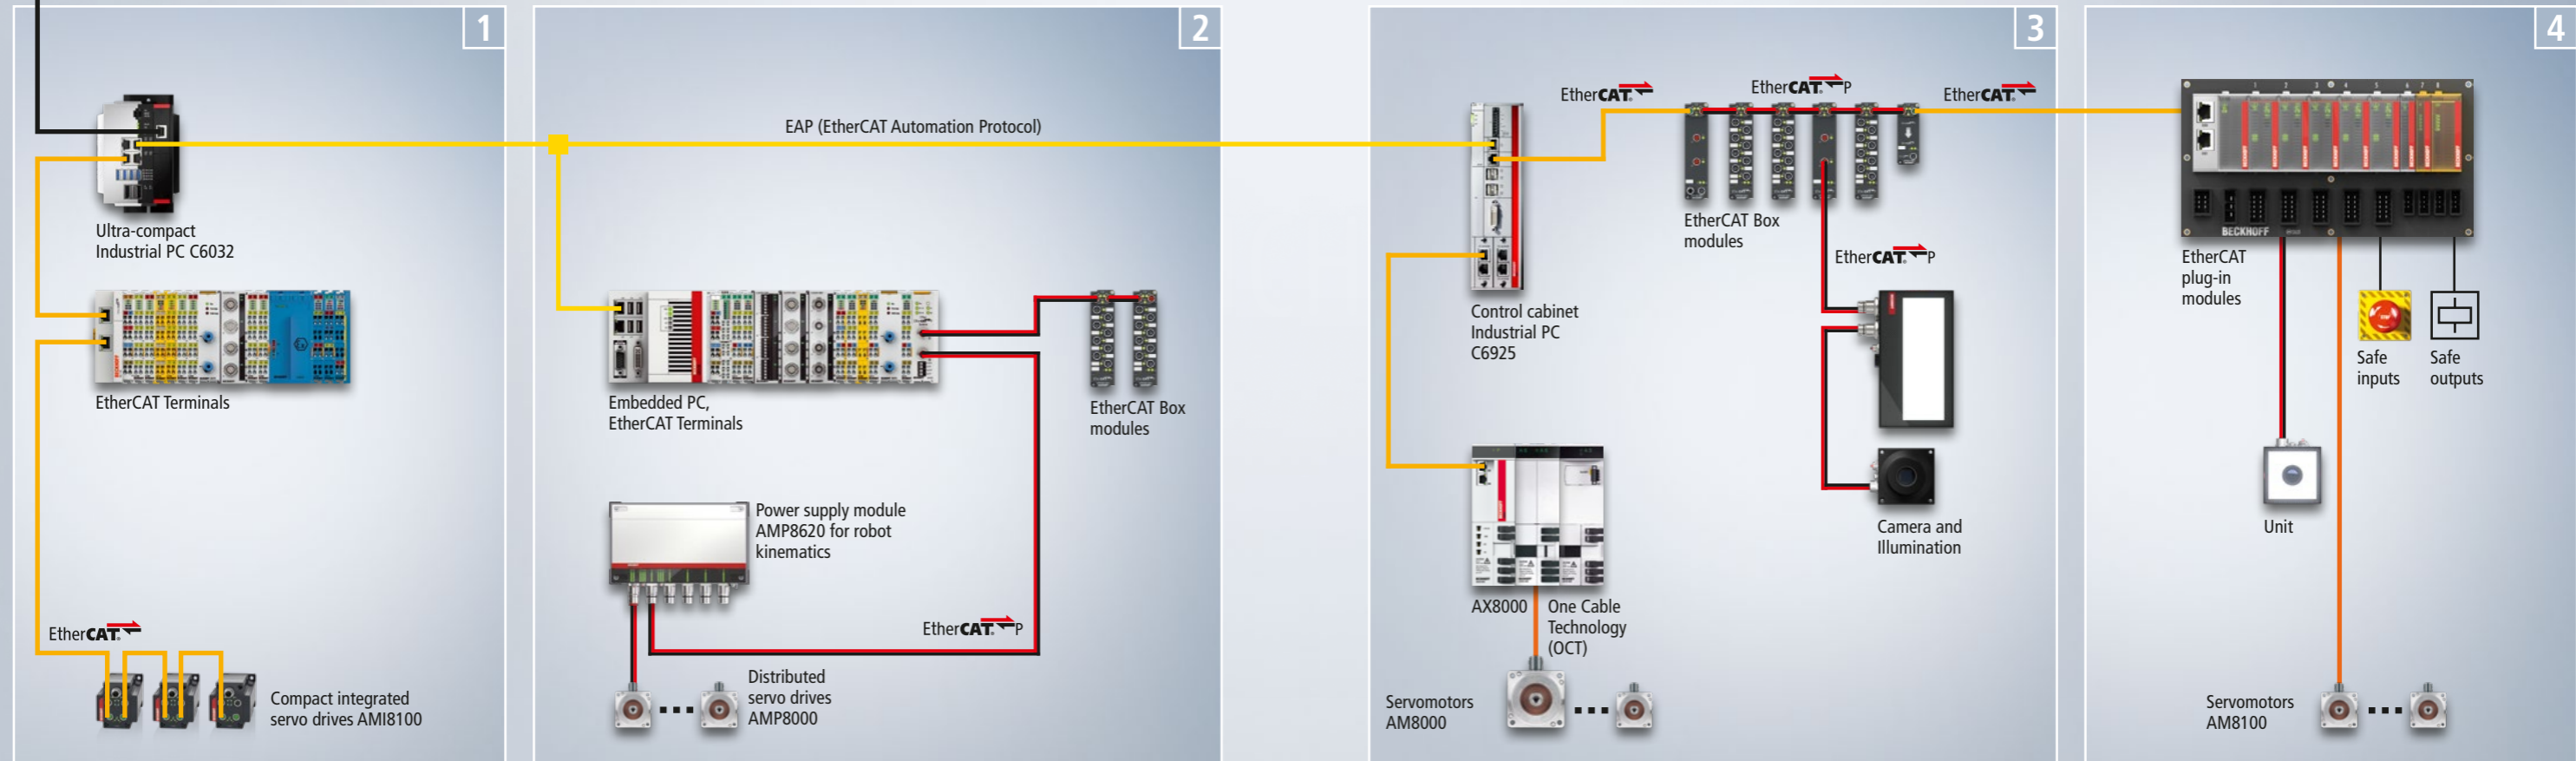 1
Ultra-compact
Industrial PC C6032
EtherCAT Terminals
EtherCAT
Compact integrated
servo drives AMI8100
2
EAP (EtherCAT Automation Protocol)
Embedded PC,
EtherCAT Terminals
EtherCAT Box
modules
Power supply module
AMP8620 for robot
kinematics
EtherCAT P
Distributed
servo drives
AMP8000
3
EtherCAT
EtherCAT P
EtherCAT
EtherCAT Box
modules
EtherCAT P
Control cabinet
Industrial PC
C6925
Camera and
Illumination
AX8000
One Cable
Technology
(OCT)
Servomotors
AM8000
4
BECKHOFF
EtherCAT
plug-in
modules
Safe
inputs
Safe
outputs
Unit
Servomotors
AM8100